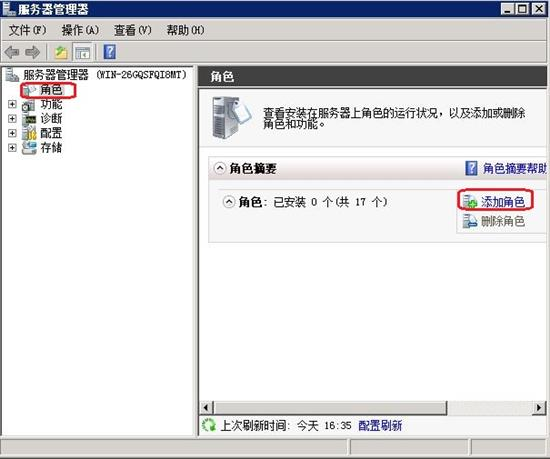 服务器管理器
文件(F) 操作(A) 查看(V) 帮助(H)
服务器管理器 (WIN-26GQSFQI8MT)
角色
功能
诊断
配置
存储
角色
查看安装在服务器上角色的运行状况，以及添加或删除
角色和功能。
角色摘要
角色摘要帮助
角色: 已安装 0 个(共 17 个)
添加角色
删除角色
上次刷新时间: 今天 16:35 配置刷新